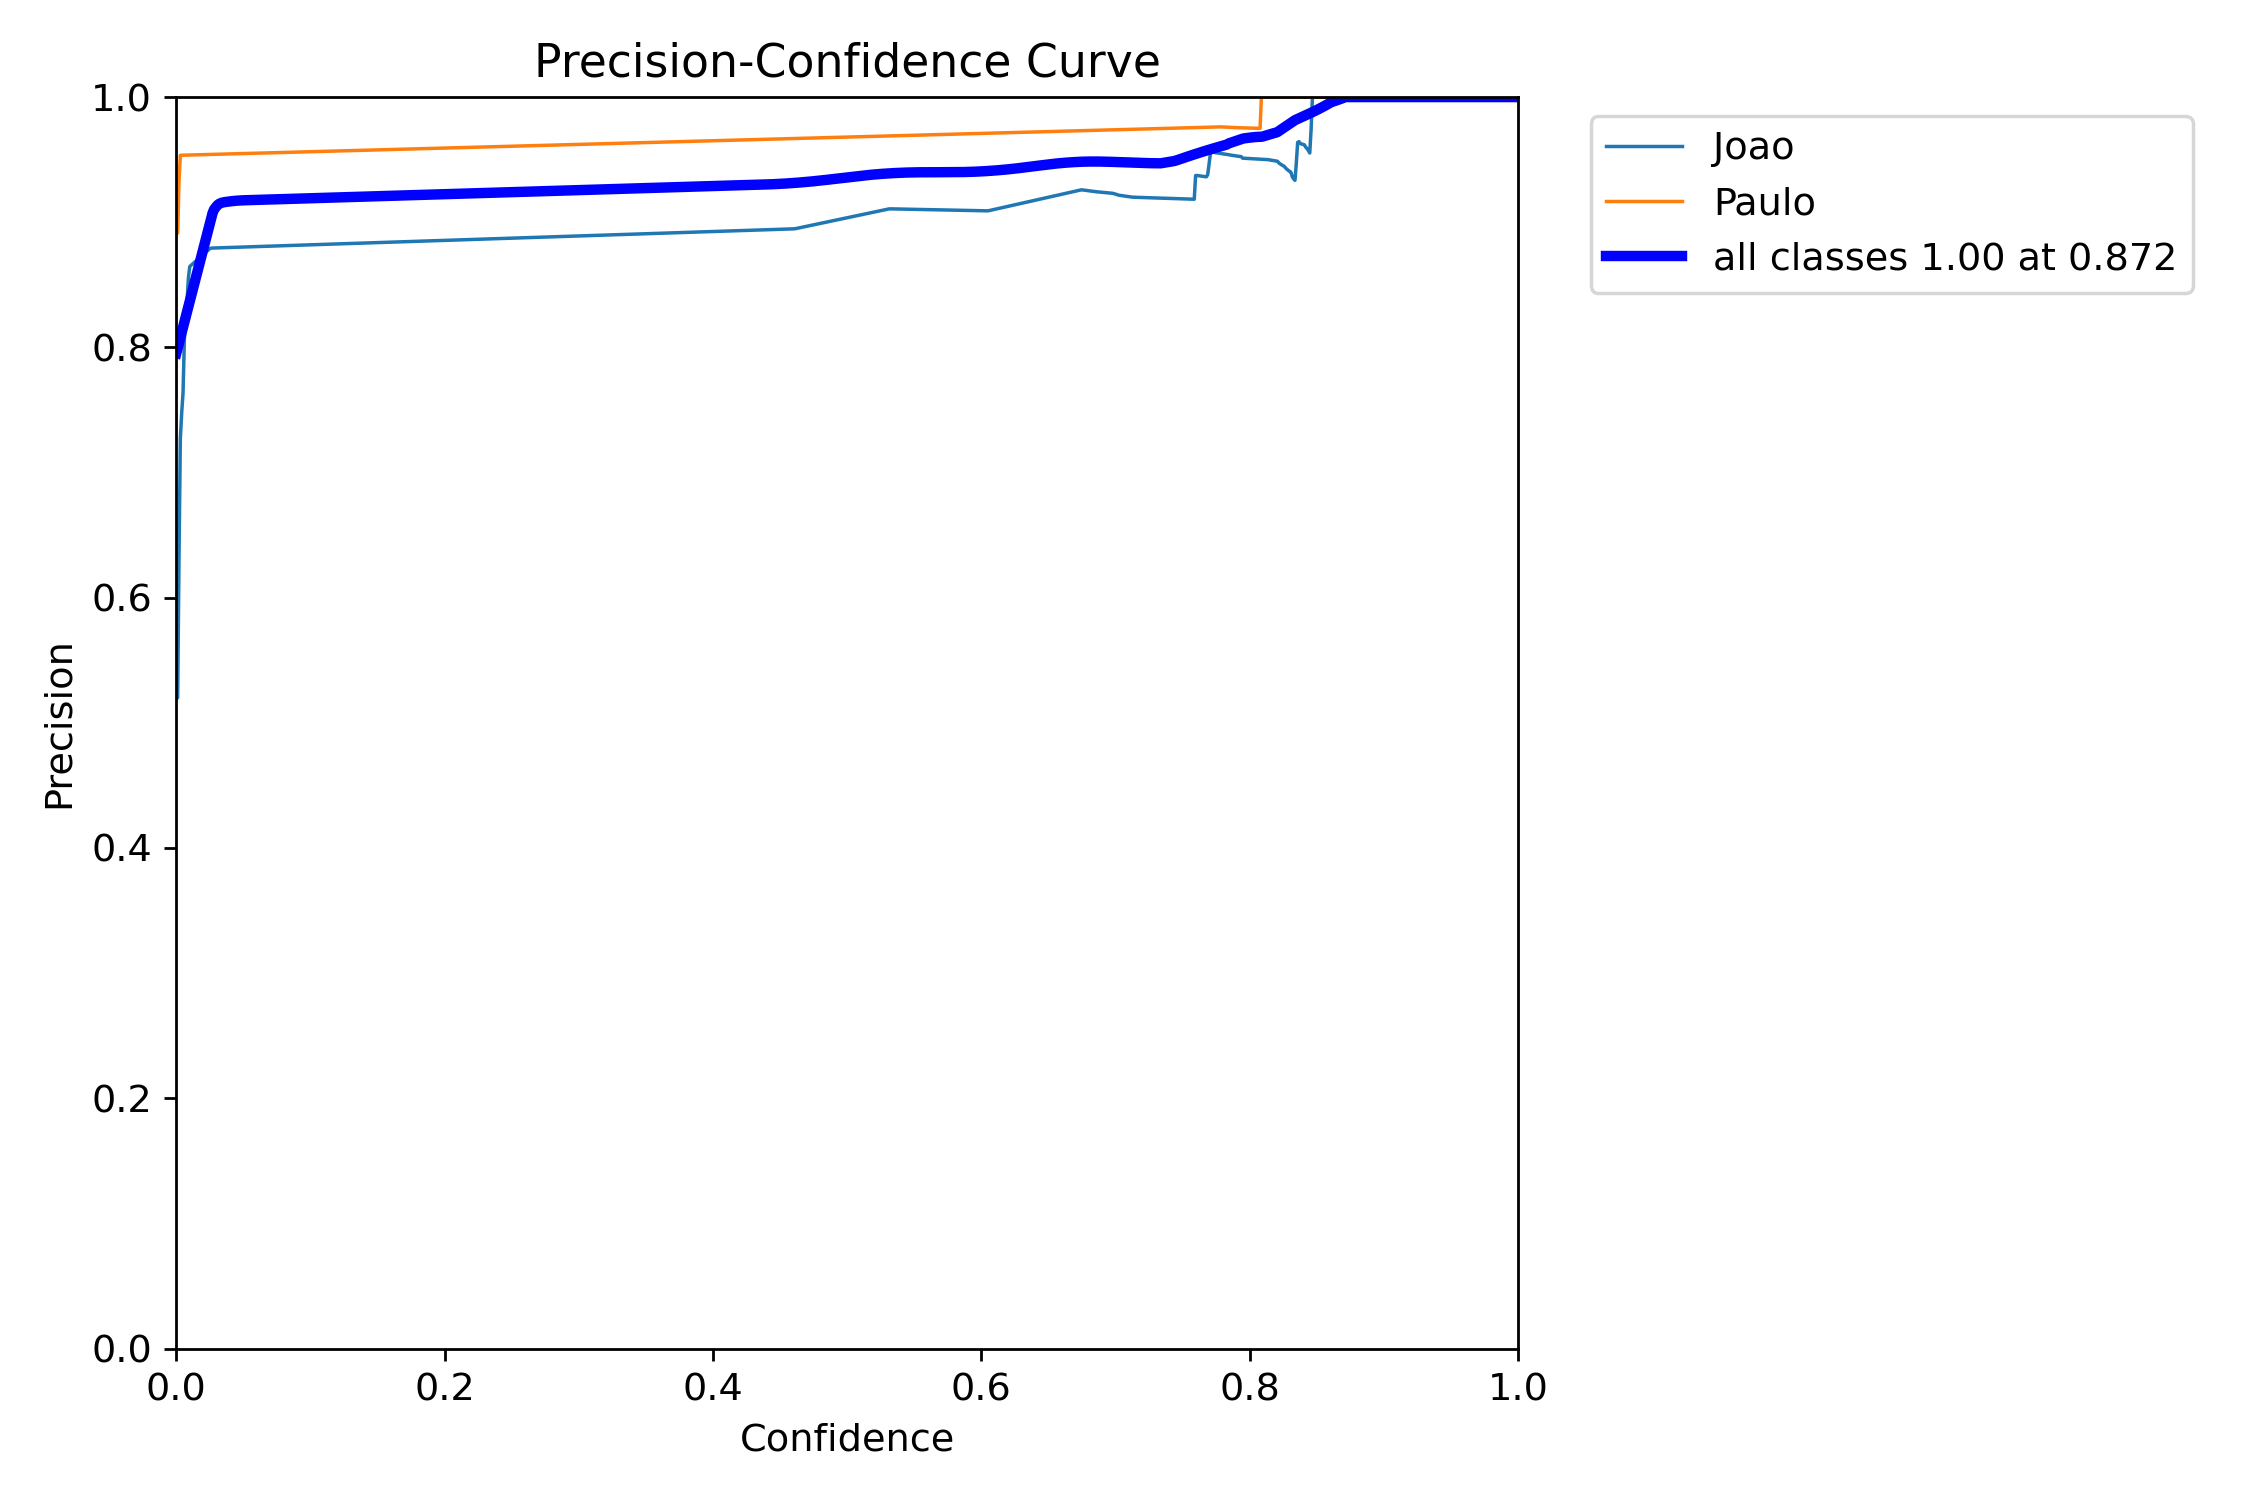 Precision-Confidence Curve
Joao
Paulo
all classes 1.00 at 0.872
Precision
1.0
0.8
0.6
0.4
0.2
0.0
0.0 0.2 0.4 0.6 0.8 1.0
Confidence